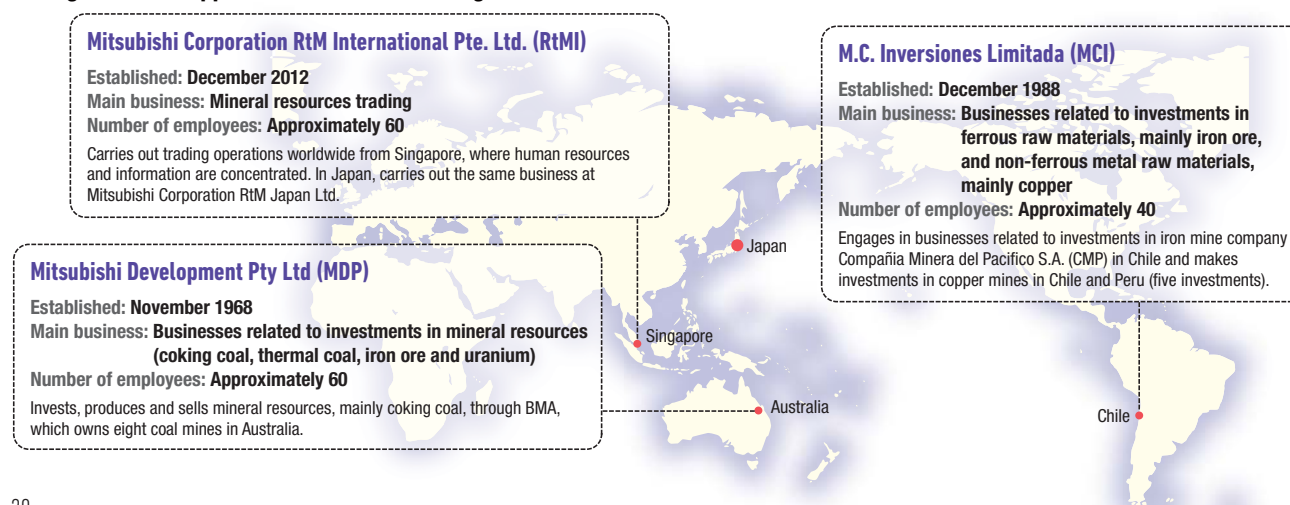 Mitsubishi Corporation RtM International Pte. Ltd. (RtMI)
Established: December 2012
Main business: Mineral resources trading
Number of employees: Approximately 60
Carries out trading operations worldwide from Singapore, where human resources
and information are concentrated. In Japan, carries out the same business at
Mitsubishi Corporation RtM Japan Ltd.
M.C. Inversiones Limitada (MCI)
Established: December 1988
Main business: Businesses related to investments in
ferrous raw materials, mainly iron ore,
and non-ferrous metal raw materials,
mainly copper
Number of employees: Approximately 40
Engages in businesses related to investments in iron mine company
Compañia Minera del Pacifico S.A. (CMP) in Chile and makes
investments in copper mines in Chile and Peru (five investments).
Mitsubishi Development Pty Ltd (MDP)
Established: November 1968
Main business: Businesses related to investments in mineral resources
(coking coal, thermal coal, iron ore and uranium)
Number of employees: Approximately 60
Invests, produces and sells mineral resources, mainly coking coal, through BMA,
which owns eight coal mines in Australia.
Japan
Singapore
Australia
Chile